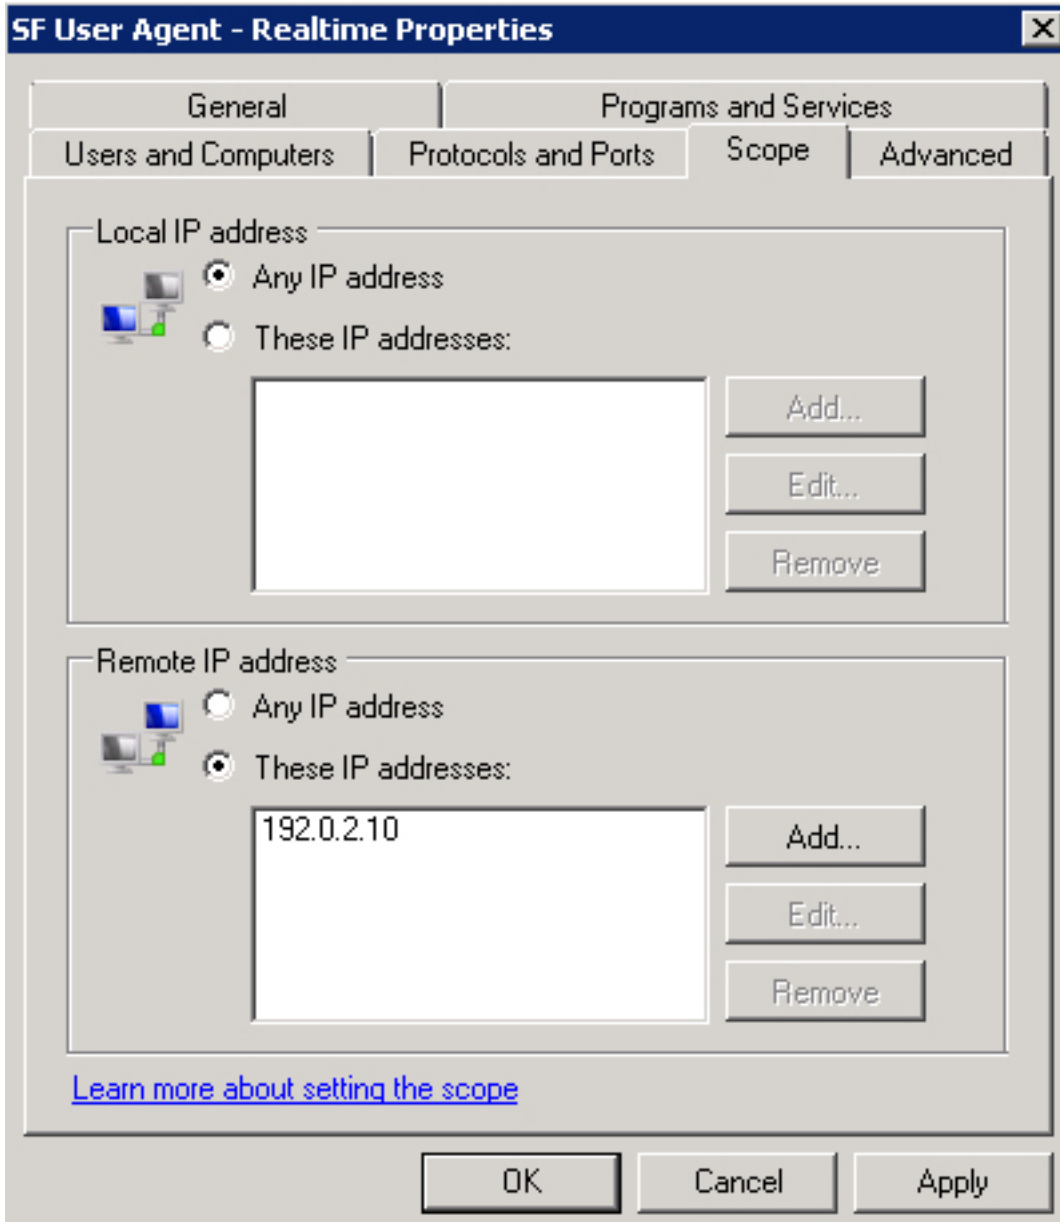 SF User Agent - Realtime Properties
General
Programs and Services
Users and Computers
Protocols and Ports
Scope
Advanced
Local IP address
Any IP address
These IP addresses:
Add...
Edit...
Remove
Remote IP address
Any IP address
These IP addresses:
192.0.2.10
Add...
Edit...
Remove
Learn more about setting the scope
OK
Cancel
Apply